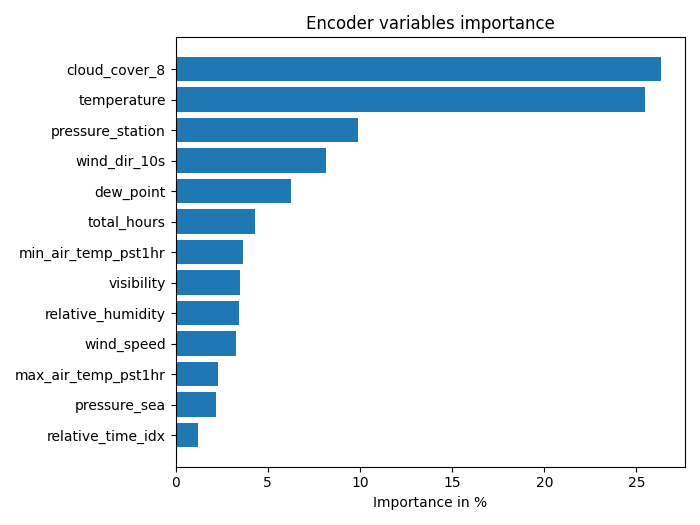 Encoder variables importance
cloud_cover_8
temperature
pressure_station
wind_dir_10s
dew_point
total_hours
min_air_temp_pst1hr
visibility
relative_humidity
wind_speed
max_air_temp_pst1hr
pressure_sea
relative_time_idx
0 5 10 15 20 25
Importance in %